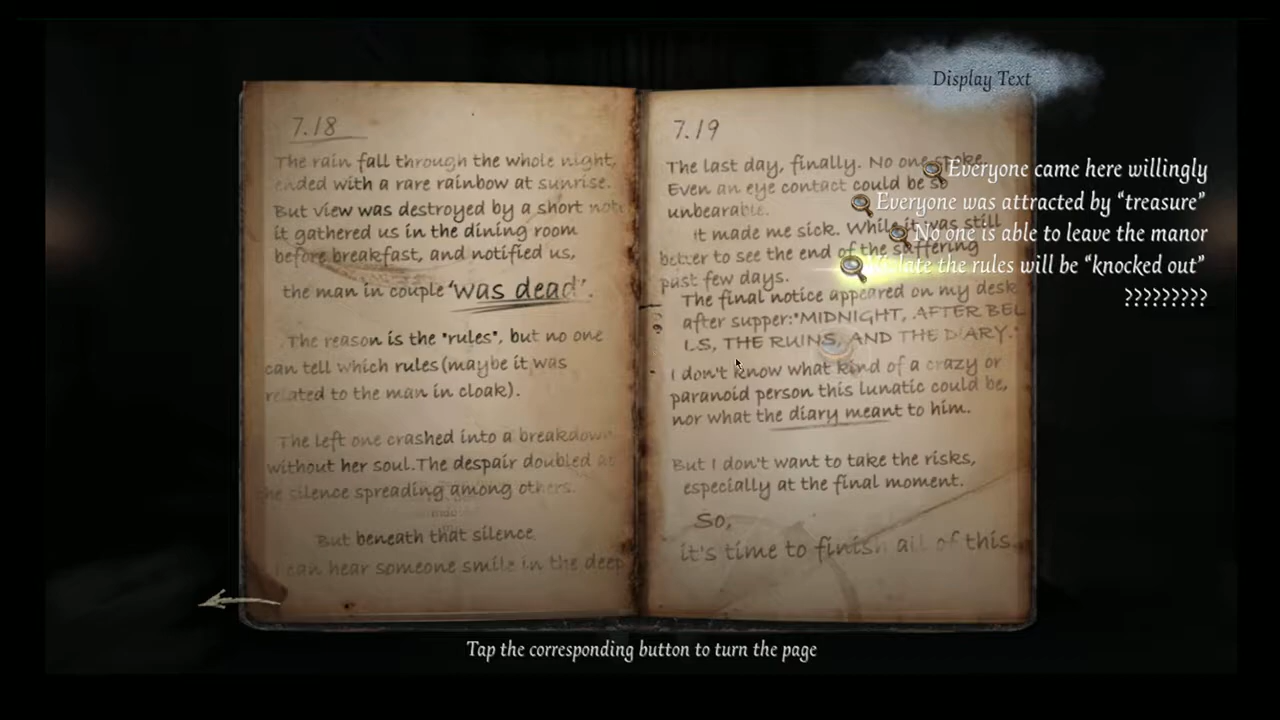 Display Text
7.18
The rain fall through the whole night,
ended with a rare rainbow at sunrise.
But view was destroyed by a short note
it gathered us in the dining room
before breakfast, and notified us,
the man in couple 'was dead'.
The reason is the "rules", but no one
can tell which rules(maybe it was
related to the man in cloak).
The left one crashed into a breakdown
without her soul.The despair doubled as
the silence spreading among others.
But beneath that silence
I can hear someone smile in the deep
7.19
The last day, finally. No one spoke.
Even an eye contact could be so
unbearable.
it made me sick. While it was still
better to see the end of the suffering
past few days.
The final notice appeared on my desk
after supper:"MIDNIGHT, AFTER BEL
LS, THE RUINS, AND THE DIARY."
I don't know what kind of a crazy or
paranoid person this lunatic could be,
nor what the diary meant to him.
But I don't want to take the risks,
especially at the final moment.
So,
it's time to finish all of this.
Everyone came here willingly
Everyone was attracted by “treasure”
No one is able to leave the manor
late the rules will be “knocked out”
?????????
Tap the corresponding button to turn the page